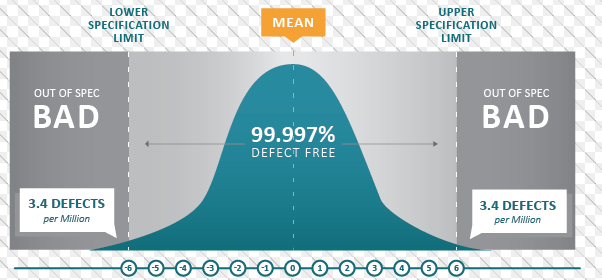 LOWER
SPECIFICATION
LIMIT
MEAN
UPPER
SPECIFICATION
LIMIT
OUT OF SPEC
BAD
99.997%
DEFECT FREE
OUT OF SPEC
BAD
3.4 DEFECTS
per Million
3.4 DEFECTS
per Million
-6 -5 -4 -3 -2 -1 0 1 2 3 4 5 6